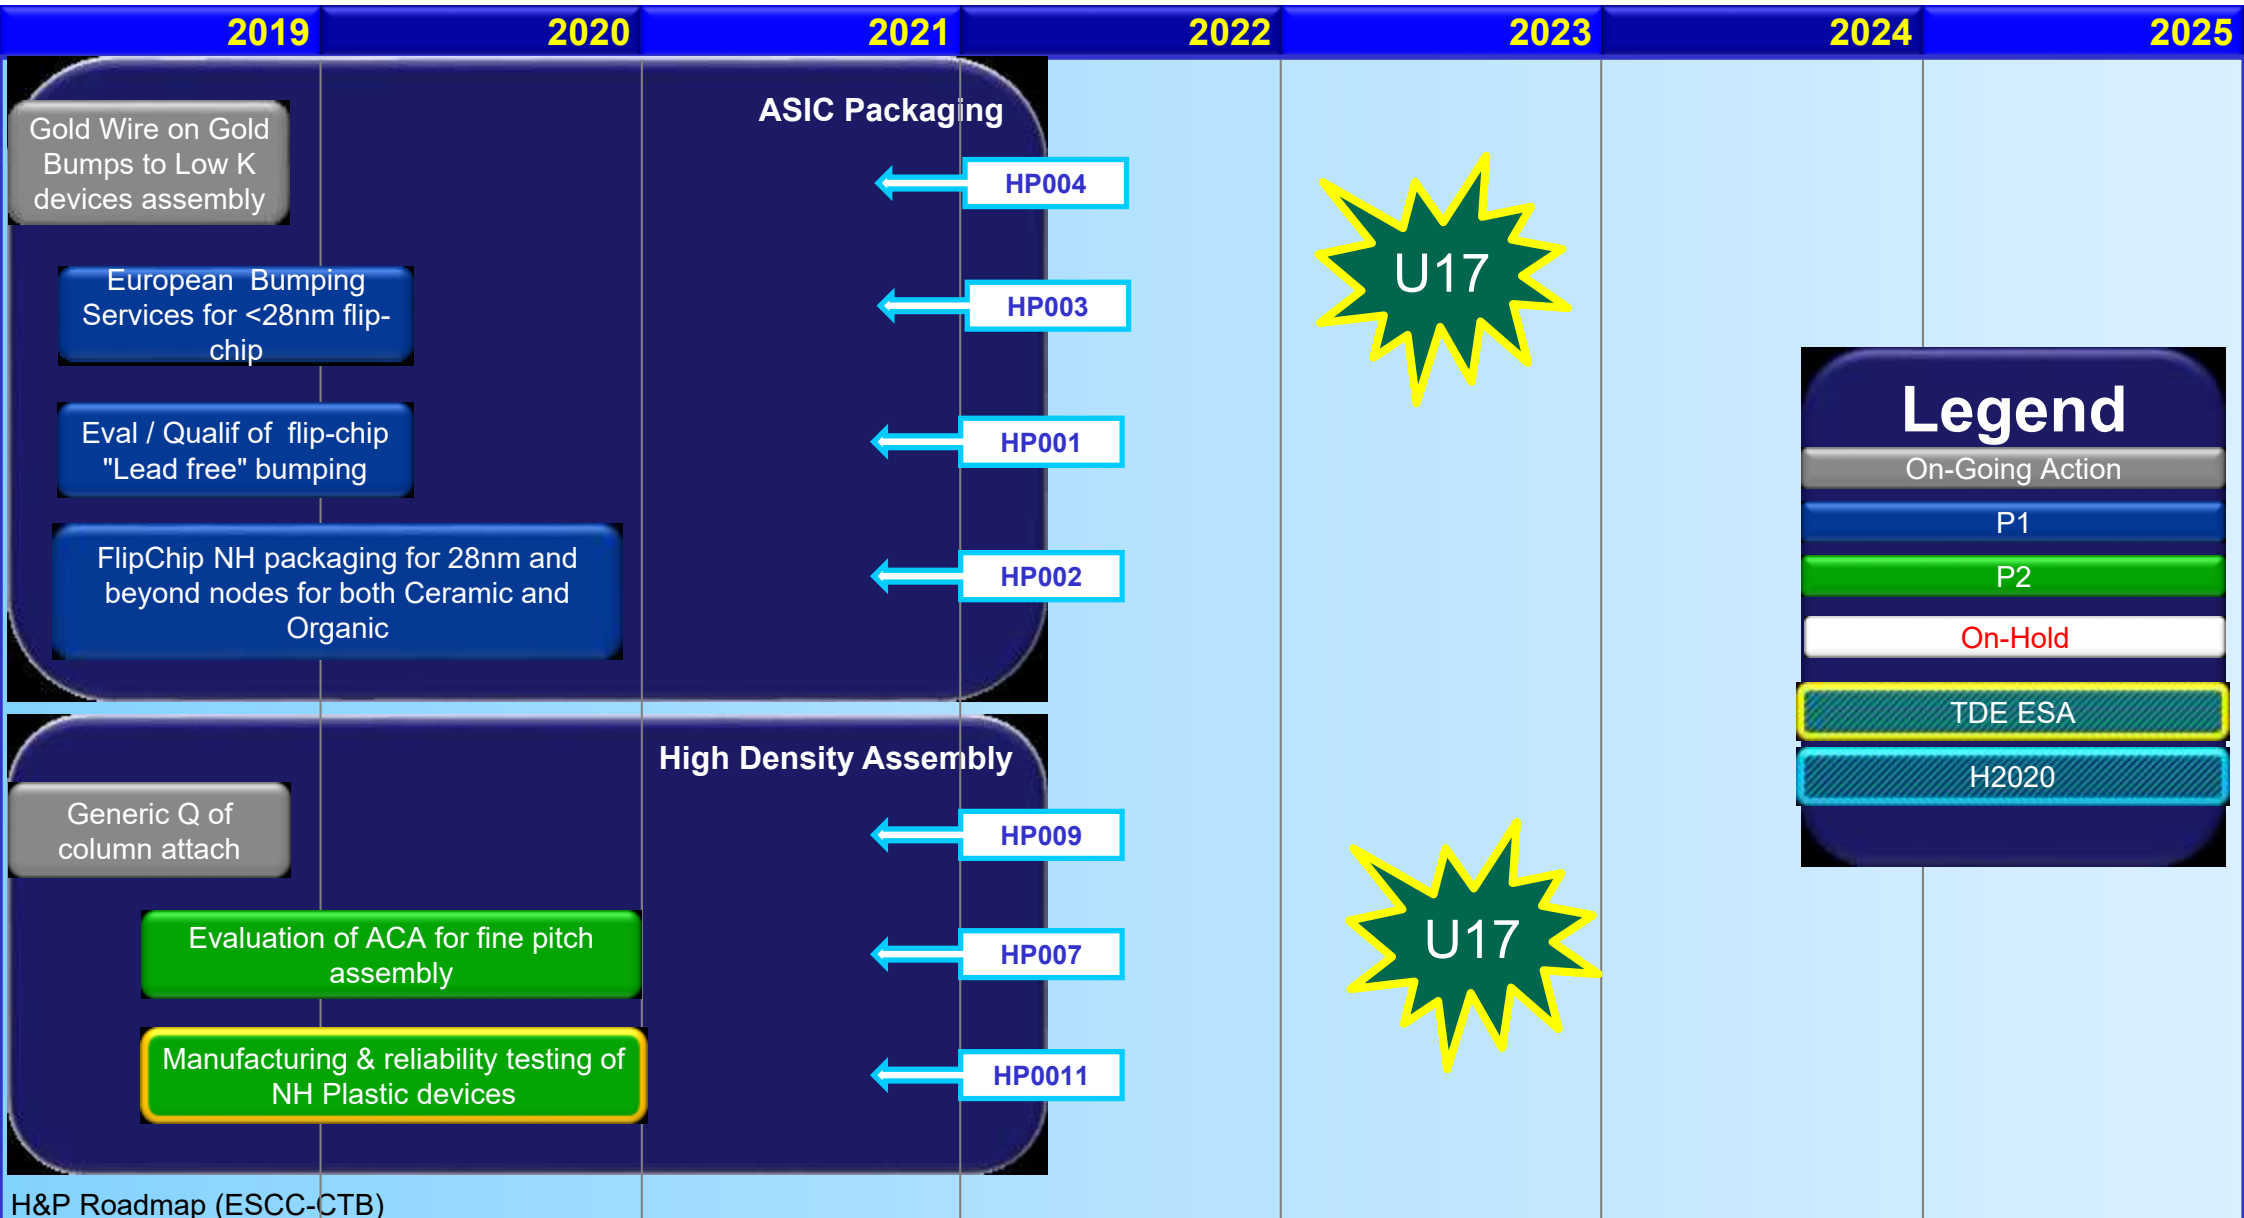 2019 2020 2021 2022 2023 2024 2025
ASIC Packaging
Gold Wire on Gold
Bumps to Low K
devices assembly
HP004
European Bumping
Services for <28nm flip-
chip
HP003
Eval / Qualif of flip-chip
"Lead free" bumping
HP001
FlipChip NH packaging for 28nm and
beyond nodes for both Ceramic and
Organic
HP002
U17
High Density Assembly
Generic Q of
column attach
HP009
Evaluation of ACA for fine pitch
assembly
HP007
Manufacturing & reliability testing of
NH Plastic devices
HP0011
U17
Legend
On-Going Action
P1
P2
On-Hold
TDE ESA
H2020
H&P Roadmap (ESCC-CTB)